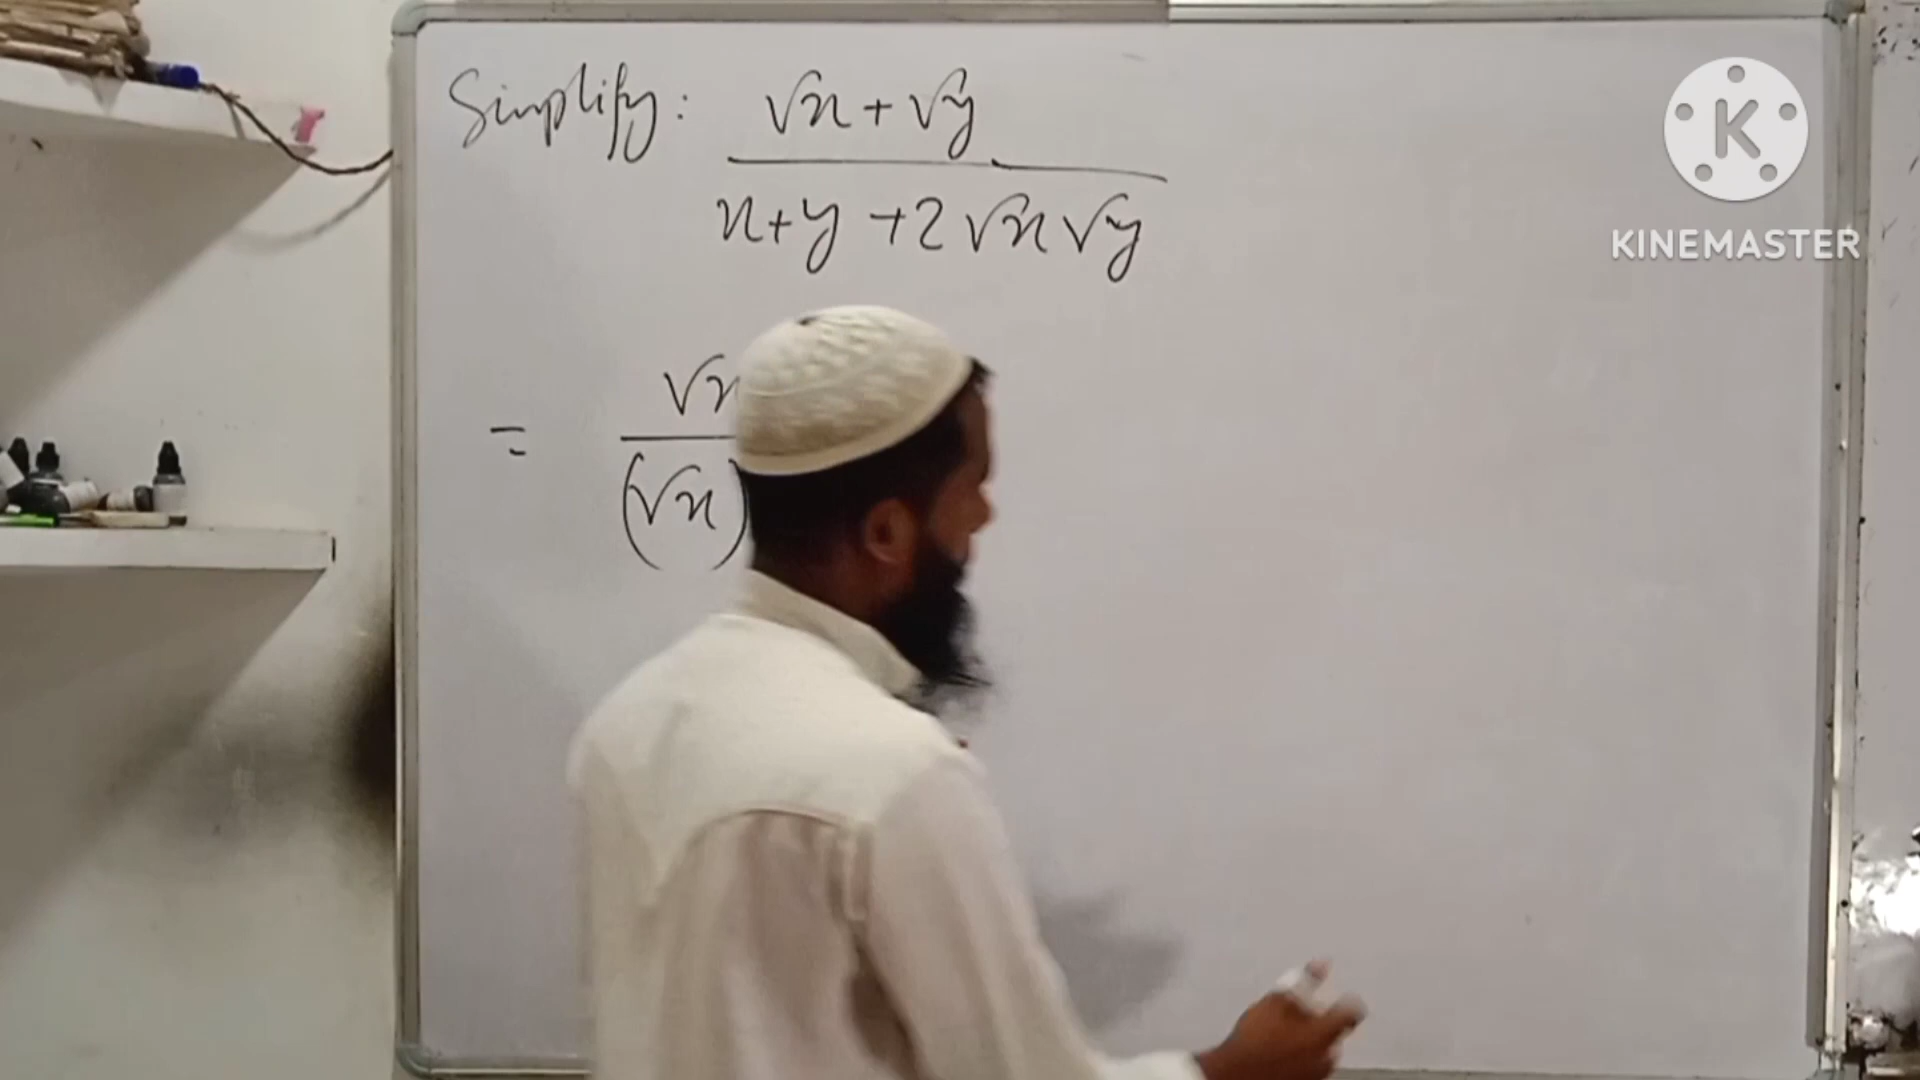 Simplify: √x + √y
x+y +2√x √y
= √x
(√x)
K
KINEMASTER